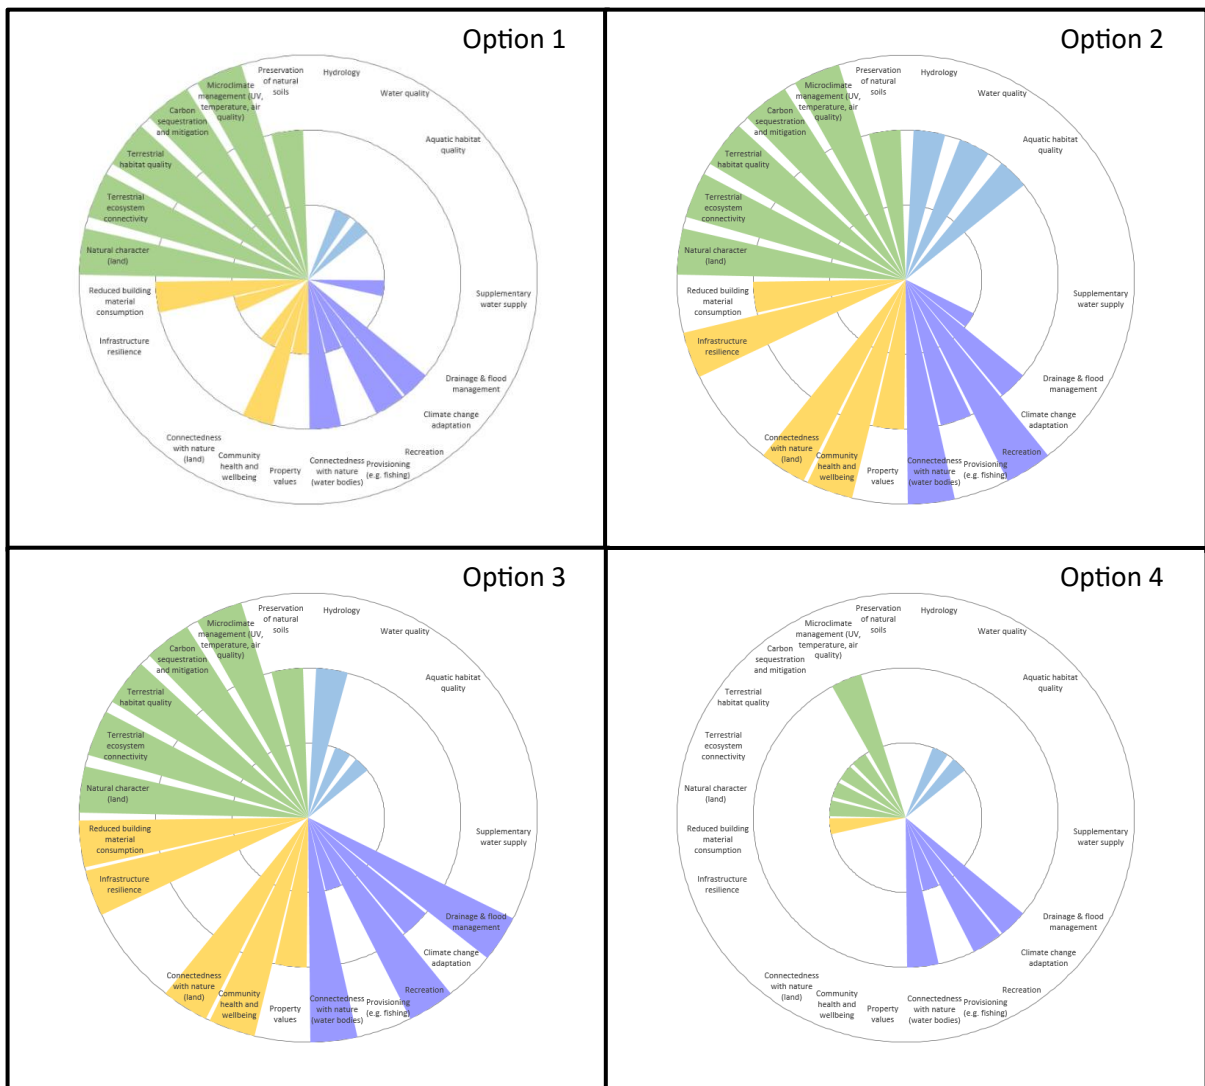 Option 1
Preservation
of natural
soils
Hydrology
Water quality
Aquatic habitat
quality
Supplementary
water supply
Drainage & flood
management
Climate change
adaptation
Recreation
Provisioning
(e.g. fishing)
Connectedness
with nature
(water bodies)
Property
values
Community
health and
wellbeing
Connectedness
with nature
(land)
Infrastructure
resilience
Reduced building
material
consumption
Natural character
(land)
Terrestrial
ecosystem
connectivity
Terrestrial
habitat quality
Carbon
sequestration
and mitigation
Microclimate
management (UV,
temperature, air
quality)
Option 2
Preservation
of natural
soils
Hydrology
Water quality
Aquatic habitat
quality
Supplementary
water supply
Drainage & flood
management
Climate change
adaptation
Recreation
Provisioning
(e.g. fishing)
Connectedness
with nature
(water bodies)
Property
values
Community
health and
wellbeing
Connectedness
with nature
(land)
Infrastructure
resilience
Reduced building
material
consumption
Natural character
(land)
Terrestrial
ecosystem
connectivity
Terrestrial
habitat quality
Carbon
sequestration
and mitigation
Microclimate
management (UV,
temperature, air
quality)
Option 3
Preservation
of natural
soils
Hydrology
Water quality
Aquatic habitat
quality
Supplementary
water supply
Drainage & flood
management
Climate change
adaptation
Recreation
Provisioning
(e.g. fishing)
Connectedness
with nature
(water bodies)
Property
values
Community
health and
wellbeing
Connectedness
with nature
(land)
Infrastructure
resilience
Reduced building
material
consumption
Natural character
(land)
Terrestrial
ecosystem
connectivity
Terrestrial
habitat quality
Carbon
sequestration
and mitigation
Microclimate
management (UV,
temperature, air
quality)
Option 4
Preservation
of natural
soils
Hydrology
Water quality
Aquatic habitat
quality
Supplementary
water supply
Drainage & flood
management
Climate change
adaptation
Recreation
Provisioning
(e.g. fishing)
Connectedness
with nature
(water bodies)
Property
values
Community
health and
wellbeing
Connectedness
with nature
(land)
Infrastructure
resilience
Reduced building
material
consumption
Natural character
(land)
Terrestrial
ecosystem
connectivity
Terrestrial
habitat quality
Carbon
sequestration
and mitigation
Microclimate
management (UV,
temperature, air
quality)